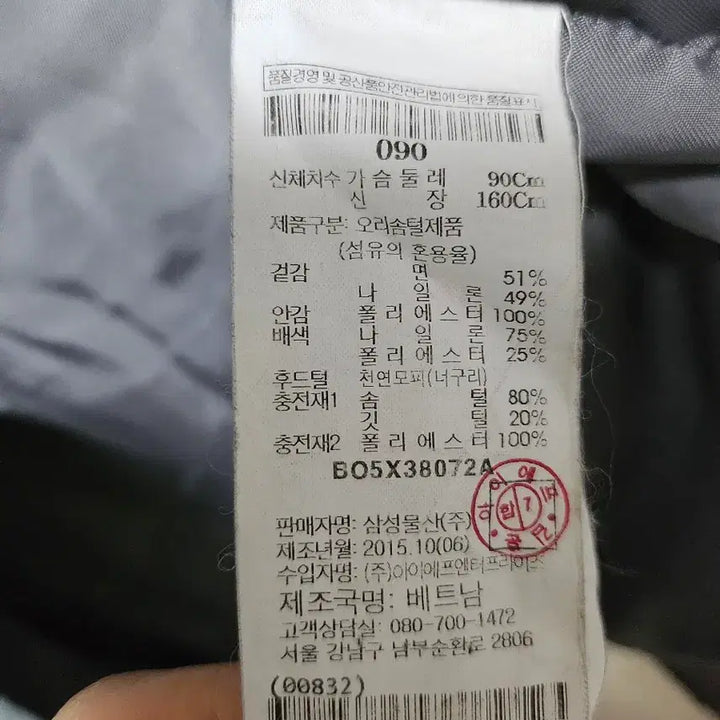 품질경영 및 공산품안전관리법에 의한 품질표시
090
신체치수 가슴둘레 90Cm
신장 160Cm
제품구분: 오리솜털제품
(섬유의 혼용율)
겉감 면 51%
나일론 49%
안감 폴리에스터 100%
배색 나일론 75%
폴리에스터 25%
후드털 천연모피(너구리)
충전재1 솜털 80%
깃털 20%
충전재2 폴리에스터 100%
BO5X38072A
판매자명: 삼성물산(주)
제조년월: 2015.10(06)
수입자명: (주)아이에프엔터프라이즈
제조국명: 베트남
고객상담실: 080-700-1472
서울 강남구 남부순환로 2806
(00832)